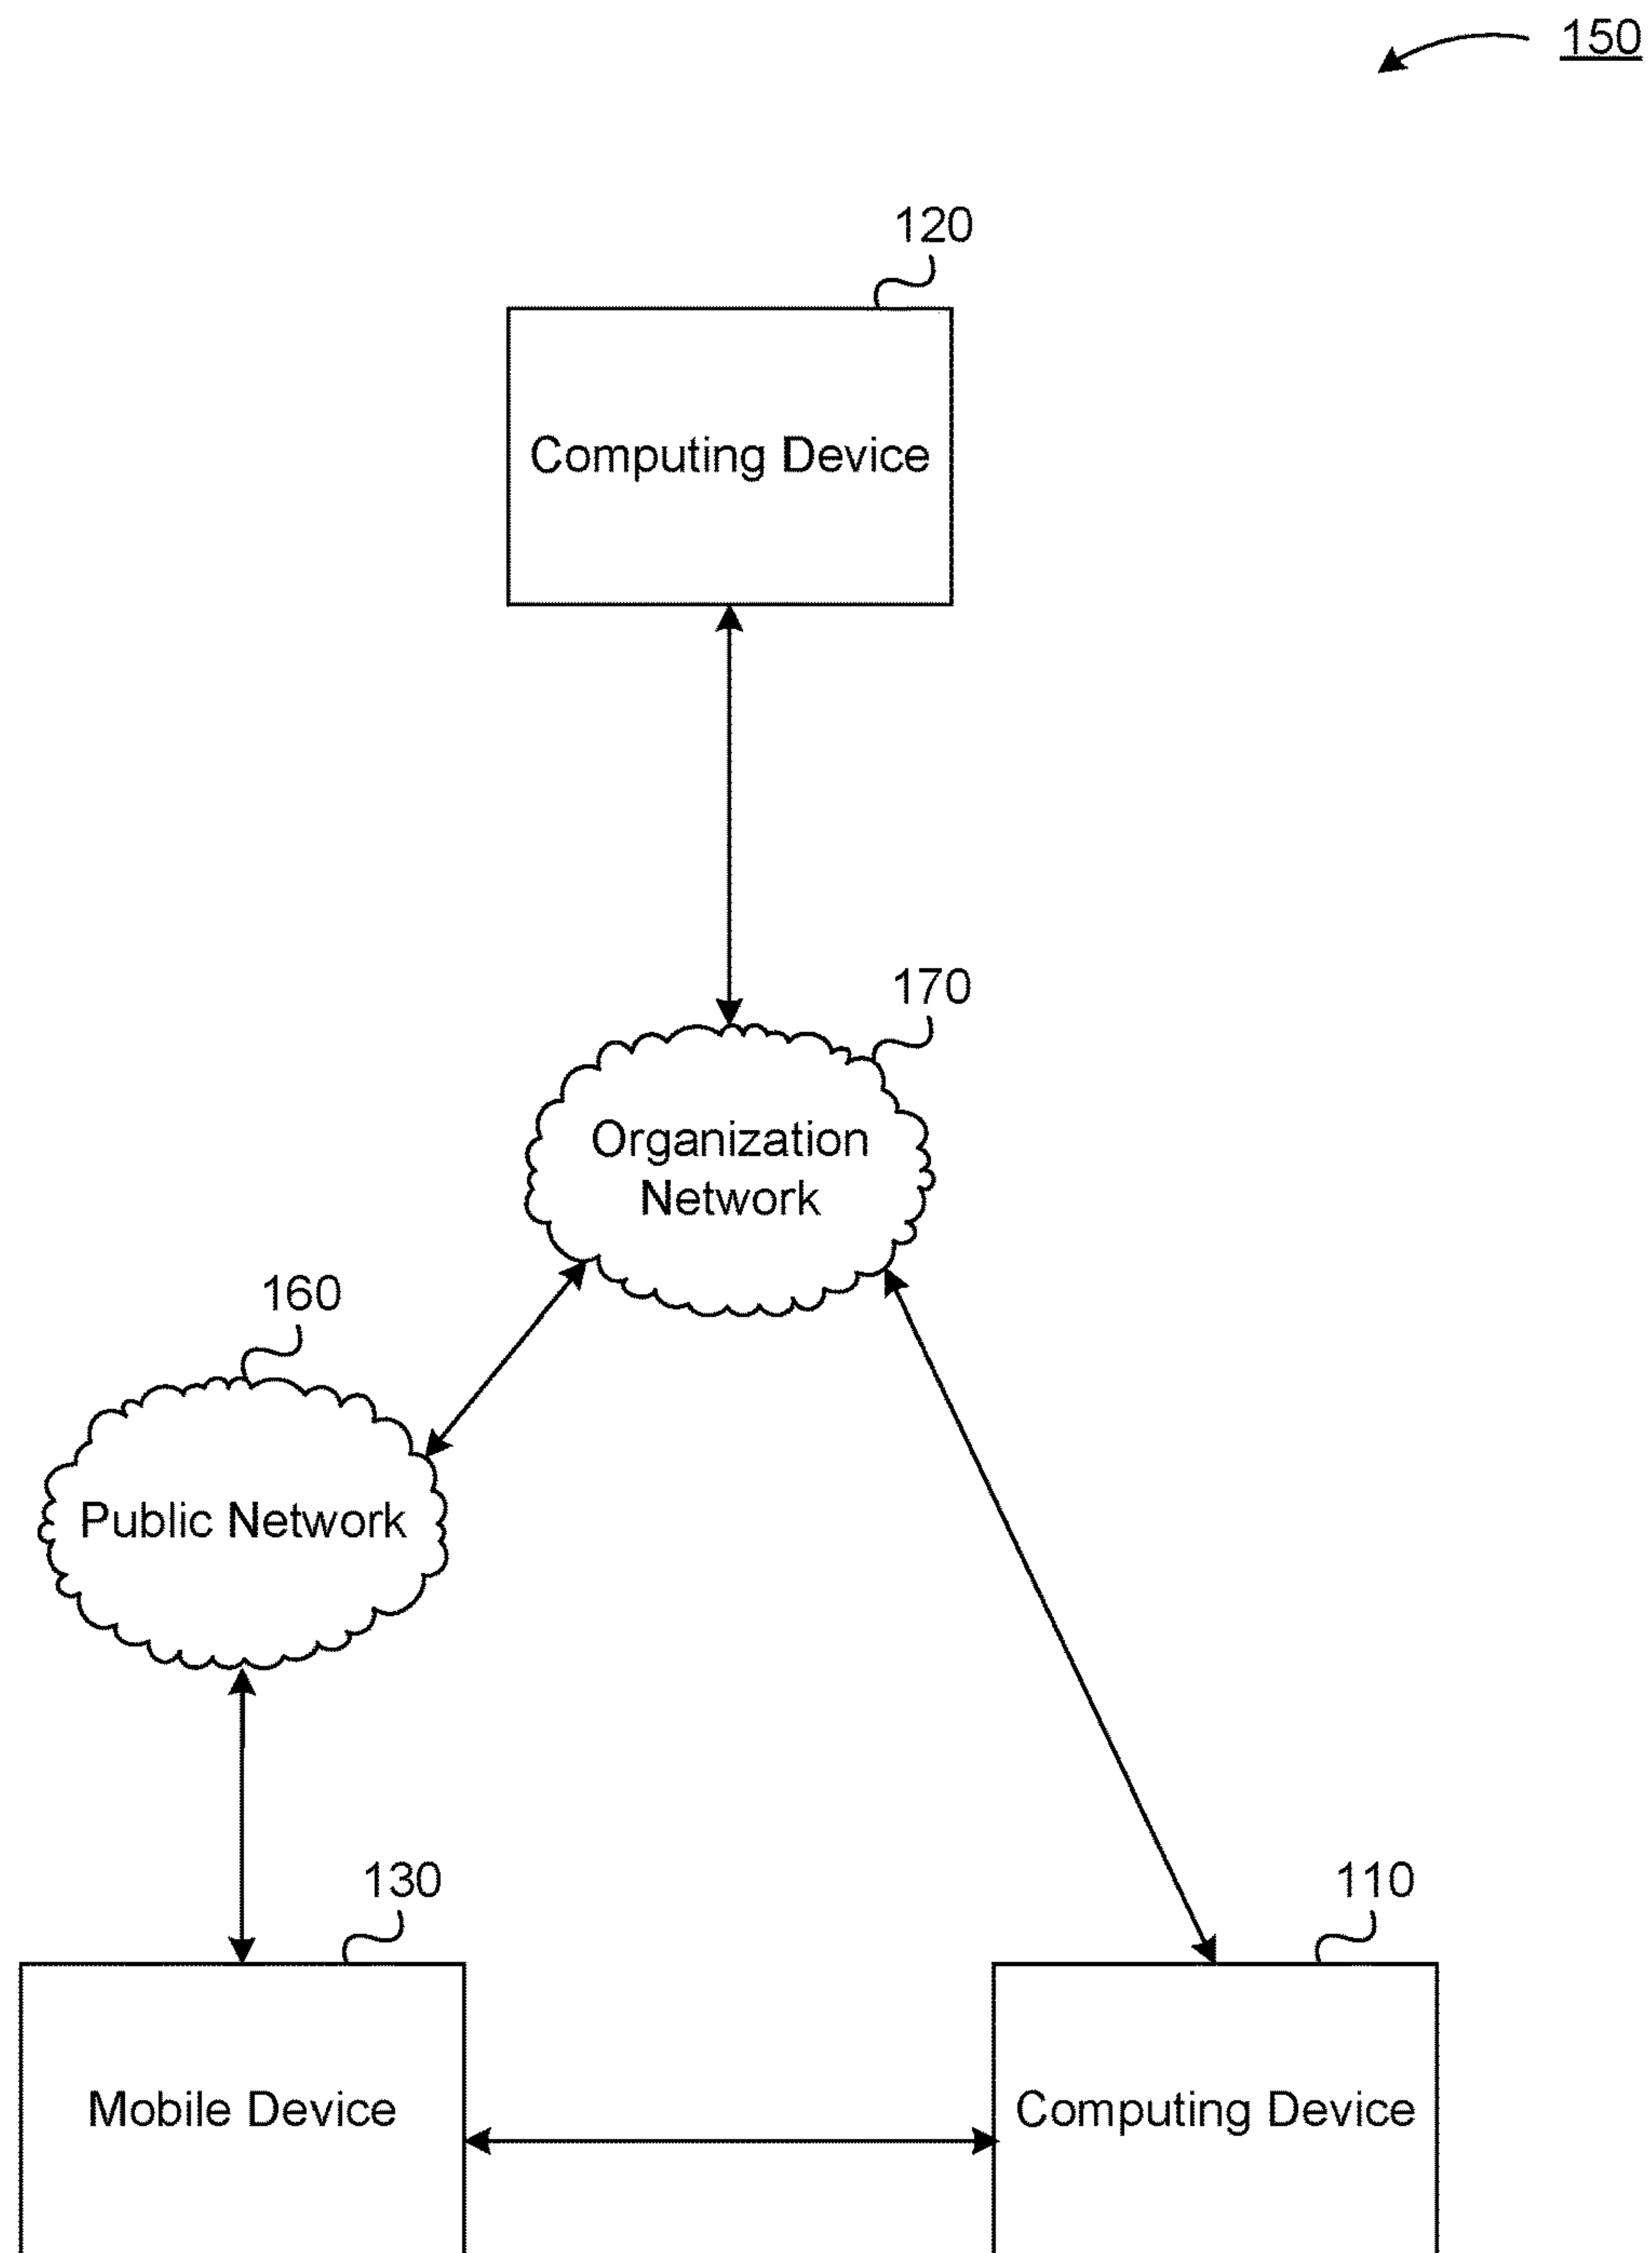 150
120
Computing Device
170
Organization
Network
160
Public Network
130
110
Mobile Device
Computing Device